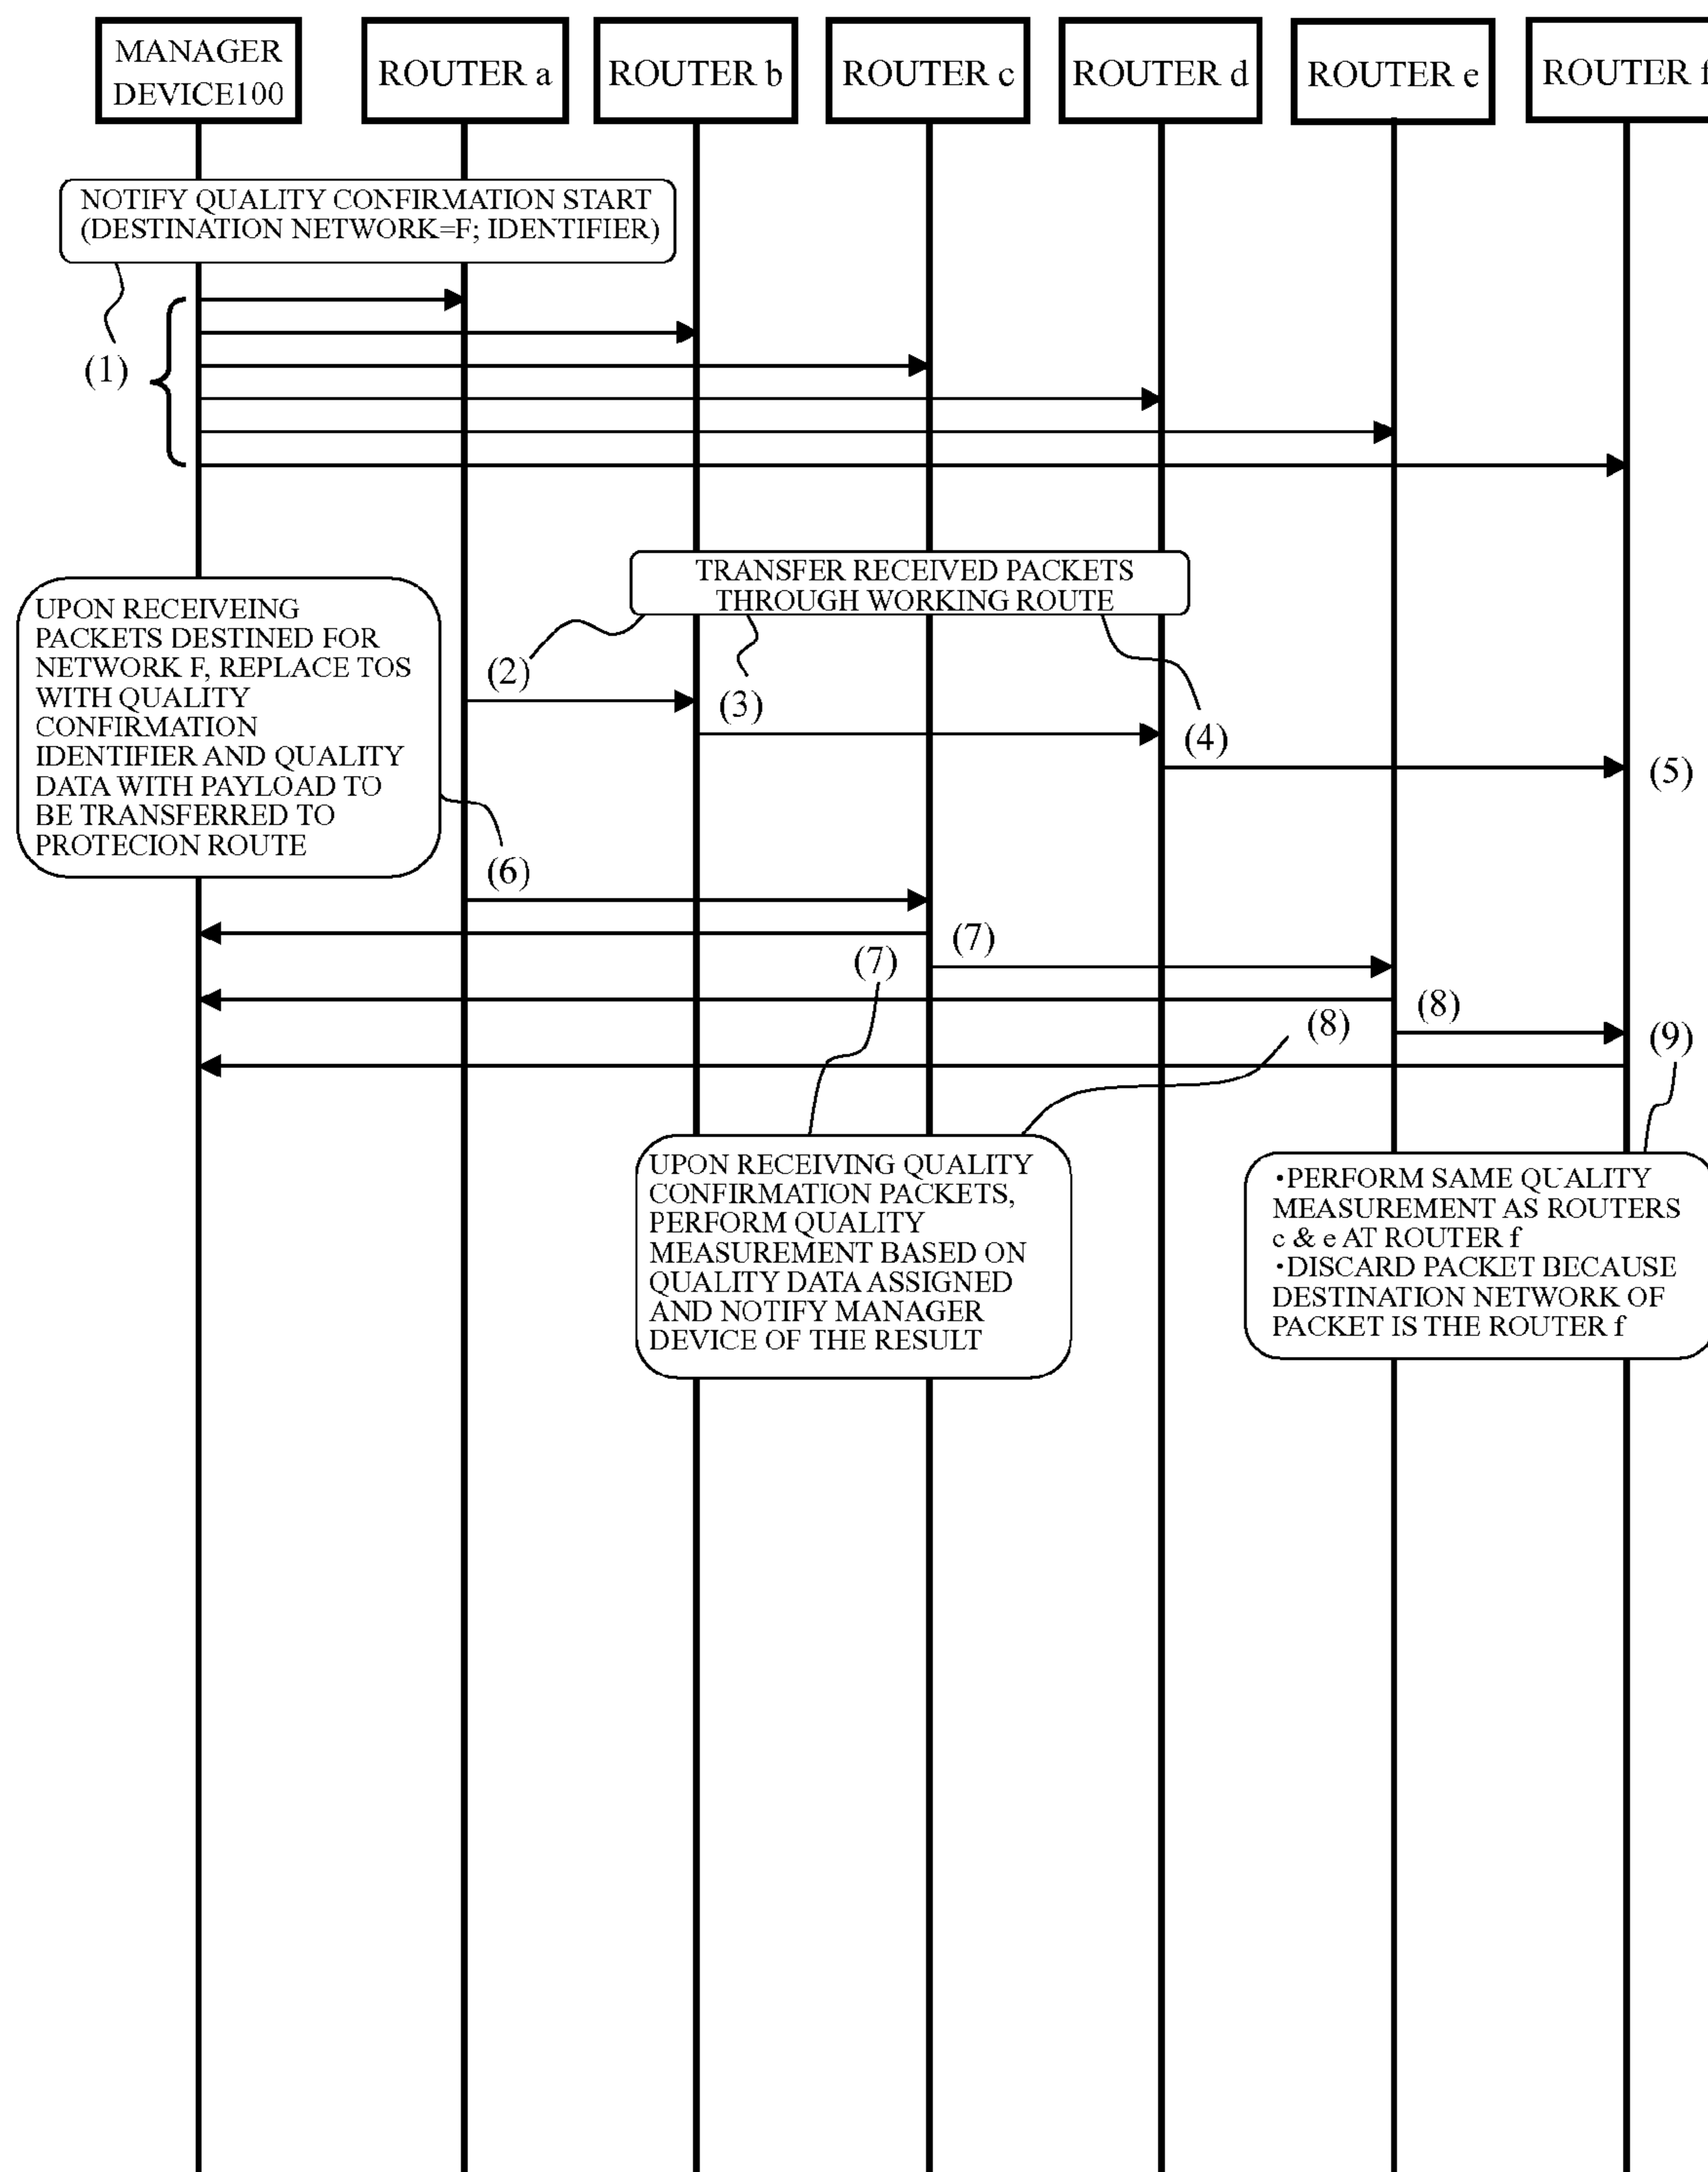 MANAGER
DEVICE100
ROUTER a
ROUTER b
ROUTER c
ROUTER d
ROUTER e
ROUTER f
NOTIFY QUALITY CONFIRMATION START
(DESTINATION NETWORK=F; IDENTIFIER)
(1)
TRANSFER RECEIVED PACKETS
THROUGH WORKING ROUTE
UPON RECEIVEING
PACKETS DESTINED FOR
NETWORK F, REPLACE TOS
WITH QUALITY
CONFIRMATION
IDENTIFIER AND QUALITY
DATA WITH PAYLOAD TO
BE TRANSFERRED TO
PROTECION ROUTE
(2)
(3)
(4)
(5)
(6)
(7)
(7)
(8)
(8)
(9)
UPON RECEIVING QUALITY
CONFIRMATION PACKETS,
PERFORM QUALITY
MEASUREMENT BASED ON
QUALITY DATA ASSIGNED
AND NOTIFY MANAGER
DEVICE OF THE RESULT
•PERFORM SAME QUALITY
MEASUREMENT AS ROUTERS
c & e AT ROUTER f
•DISCARD PACKET BECAUSE
DESTINATION NETWORK OF
PACKET IS THE ROUTER f